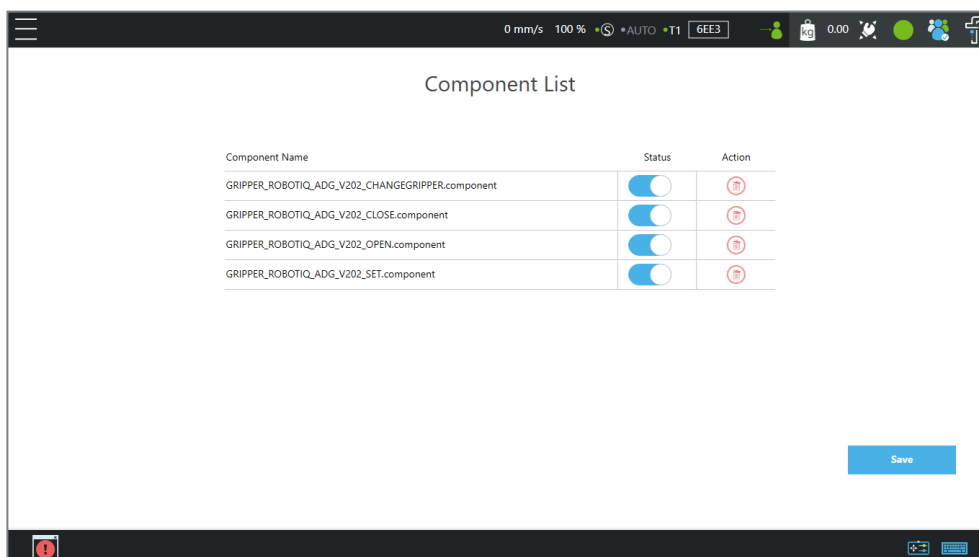 0 mm/s 100 % S AUTO T1 6EE3 kg 0.00
Component List
Component Name Status Action
GRIPPER_ROBOTIQ_ADG_V202_CHANGEGRIPPER.component
GRIPPER_ROBOTIQ_ADG_V202_CLOSE.component
GRIPPER_ROBOTIQ_ADG_V202_OPEN.component
GRIPPER_ROBOTIQ_ADG_V202_SET.component
Save